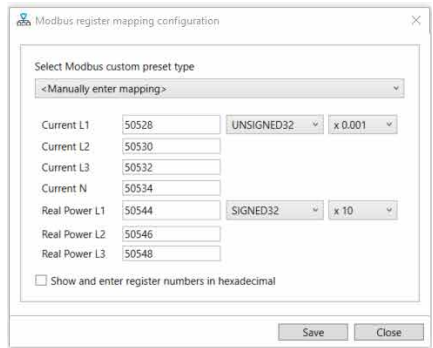 Modbus register mapping configuration
Select Modbus custom preset type
<Manually enter mapping>
Current L1 50528 UNSIGNED32 x 0.001
Current L2 50530
Current L3 50532
Current N 50534
Real Power L1 50544 SIGNED32 x 10
Real Power L2 50546
Real Power L3 50548
Show and enter register numbers in hexadecimal
Save Close